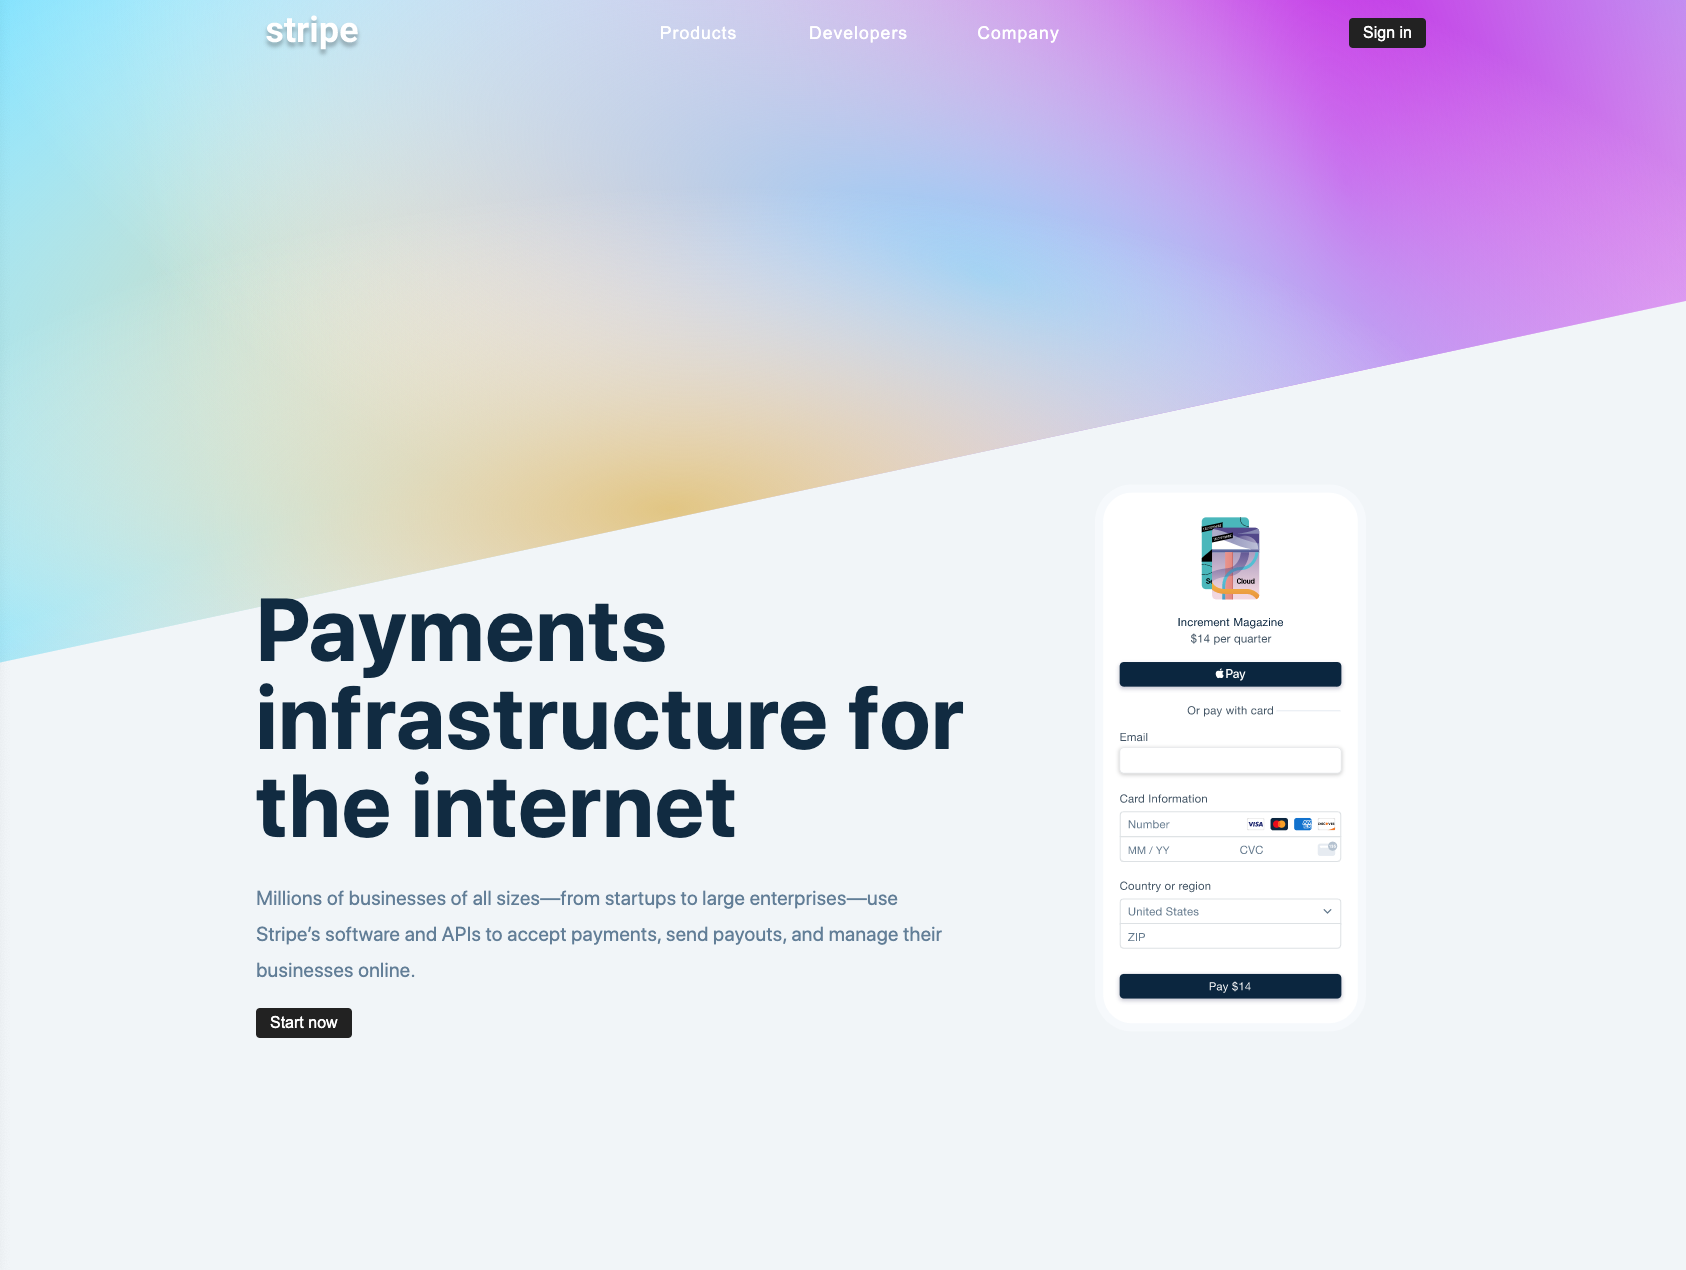 stripe
Products Developers Company
Sign in
Payments
infrastructure for
the internet
Millions of businesses of all sizes—from startups to large enterprises—use
Stripe’s software and APIs to accept payments, send payouts, and manage their
businesses online.
Start now
Cloud
Increment Magazine
$14 per quarter
Pay
Or pay with card
Email
Card Information
Number VISA
MM / YY CVC
Country or region
United States
ZIP
Pay $14